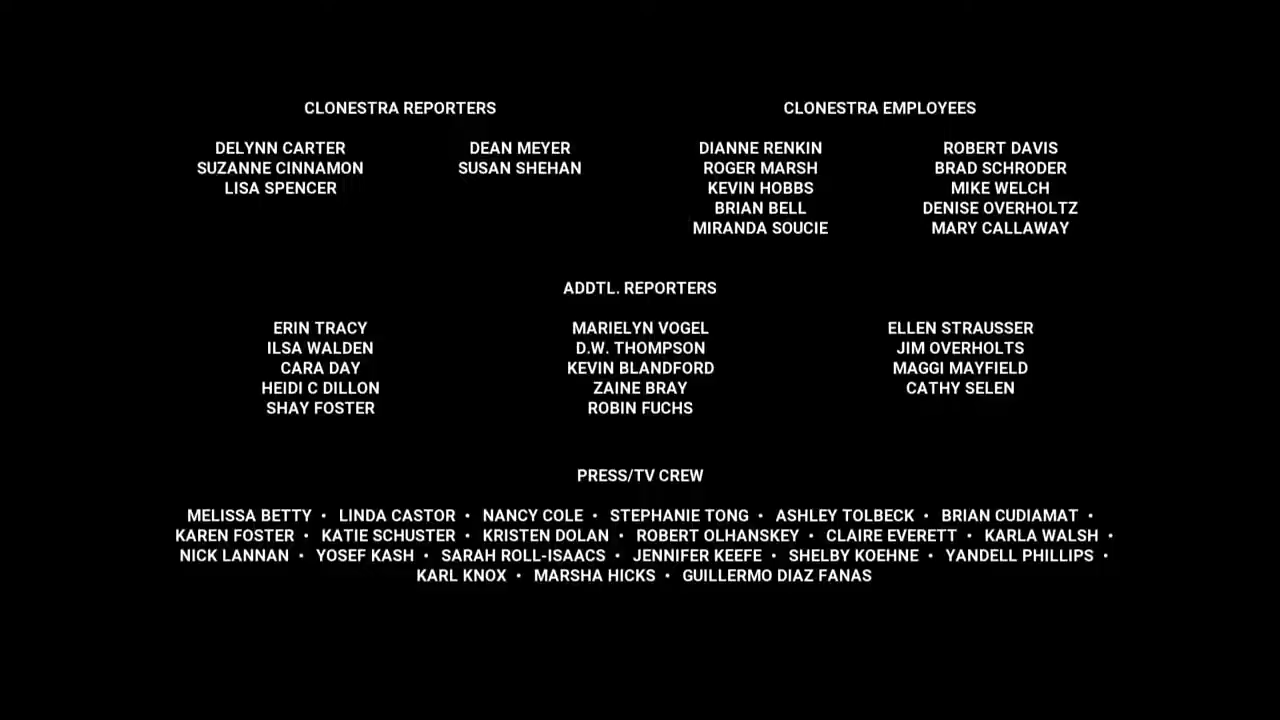 CLONESTRA REPORTERS
DELYNN CARTER
SUZANNE CINNAMON
LISA SPENCER
DEAN MEYER
SUSAN SHEHAN
CLONESTRA EMPLOYEES
DIANNE RENKIN
ROGER MARSH
KEVIN HOBBS
BRIAN BELL
MIRANDA SOUCIE
ROBERT DAVIS
BRAD SCHRODER
MIKE WELCH
DENISE OVERHOLTZ
MARY CALLAWAY
ADDTL. REPORTERS
ERIN TRACY
ILSA WALDEN
CARA DAY
HEIDI C DILLON
SHAY FOSTER
MARIELYN VOGEL
D.W. THOMPSON
KEVIN BLANDFORD
ZAINE BRAY
ROBIN FUCHS
ELLEN STRAUSSER
JIM OVERHOLTS
MAGGI MAYFIELD
CATHY SELEN
PRESS/TV CREW
MELISSA BETTY • LINDA CASTOR • NANCY COLE • STEPHANIE TONG • ASHLEY TOLBECK • BRIAN CUDIAMAT •
KAREN FOSTER • KATIE SCHUSTER • KRISTEN DOLAN • ROBERT OLHANSKEY • CLAIRE EVERETT • KARLA WALSH •
NICK LANNAN • YOSEF KASH • SARAH ROLL-ISAACS • JENNIFER KEEFE • SHELBY KOEHNE • YANDELL PHILLIPS •
KARL KNOX • MARSHA HICKS • GUILLERMO DIAZ FANAS